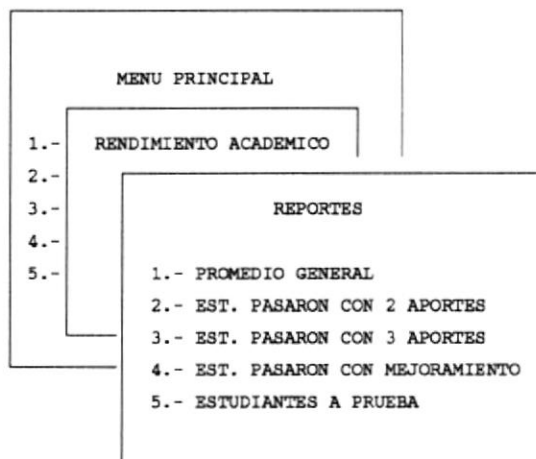 MENU PRINCIPAL
1.-
2.-
3.-
4.-
5.-
RENDIMIENTO ACADEMICO
REPORTES
1.- PROMEDIO GENERAL
2.- EST. PASARON CON 2 APORTES
3.- EST. PASARON CON 3 APORTES
4.- EST. PASARON CON MEJORAMIENTO
5.- ESTUDIANTES A PRUEBA